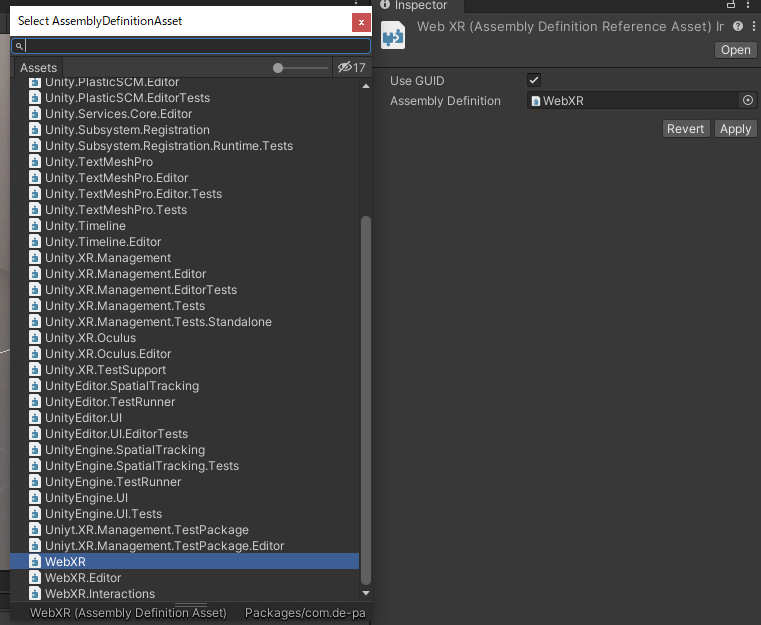 Select AssemblyDefinitionAsset
x
Assets
17
Unity.PlasticSCM.Editor
Unity.PlasticSCM.EditorTests
Unity.Services.Core.Editor
Unity.Subsystem.Registration
Unity.Subsystem.Registration.Runtime.Tests
Unity.TextMeshPro
Unity.TextMeshPro.Editor
Unity.TextMeshPro.Editor.Tests
Unity.TextMeshPro.Tests
Unity.Timeline
Unity.Timeline.Editor
Unity.XR.Management
Unity.XR.Management.Editor
Unity.XR.Management.EditorTests
Unity.XR.Management.Tests
Unity.XR.Management.Tests.Standalone
Unity.XR.Oculus
Unity.XR.Oculus.Editor
Unity.XR.TestSupport
UnityEditor.SpatialTracking
UnityEditor.TestRunner
UnityEditor.UI
UnityEditor.UI.EditorTests
UnityEngine.SpatialTracking
UnityEngine.SpatialTracking.Tests
UnityEngine.TestRunner
UnityEngine.UI
UnityEngine.UI.Tests
Uniyt.XR.Management.TestPackage
Uniyt.XR.Management.TestPackage.Editor
WebXR
WebXR.Editor
WebXR.Interactions
WebXR (Assembly Definition Asset) Packages/com.de-pa
Inspector
Web XR (Assembly Definition Reference Asset) Ir
Open
Use GUID
Assembly Definition WebXR
Revert Apply